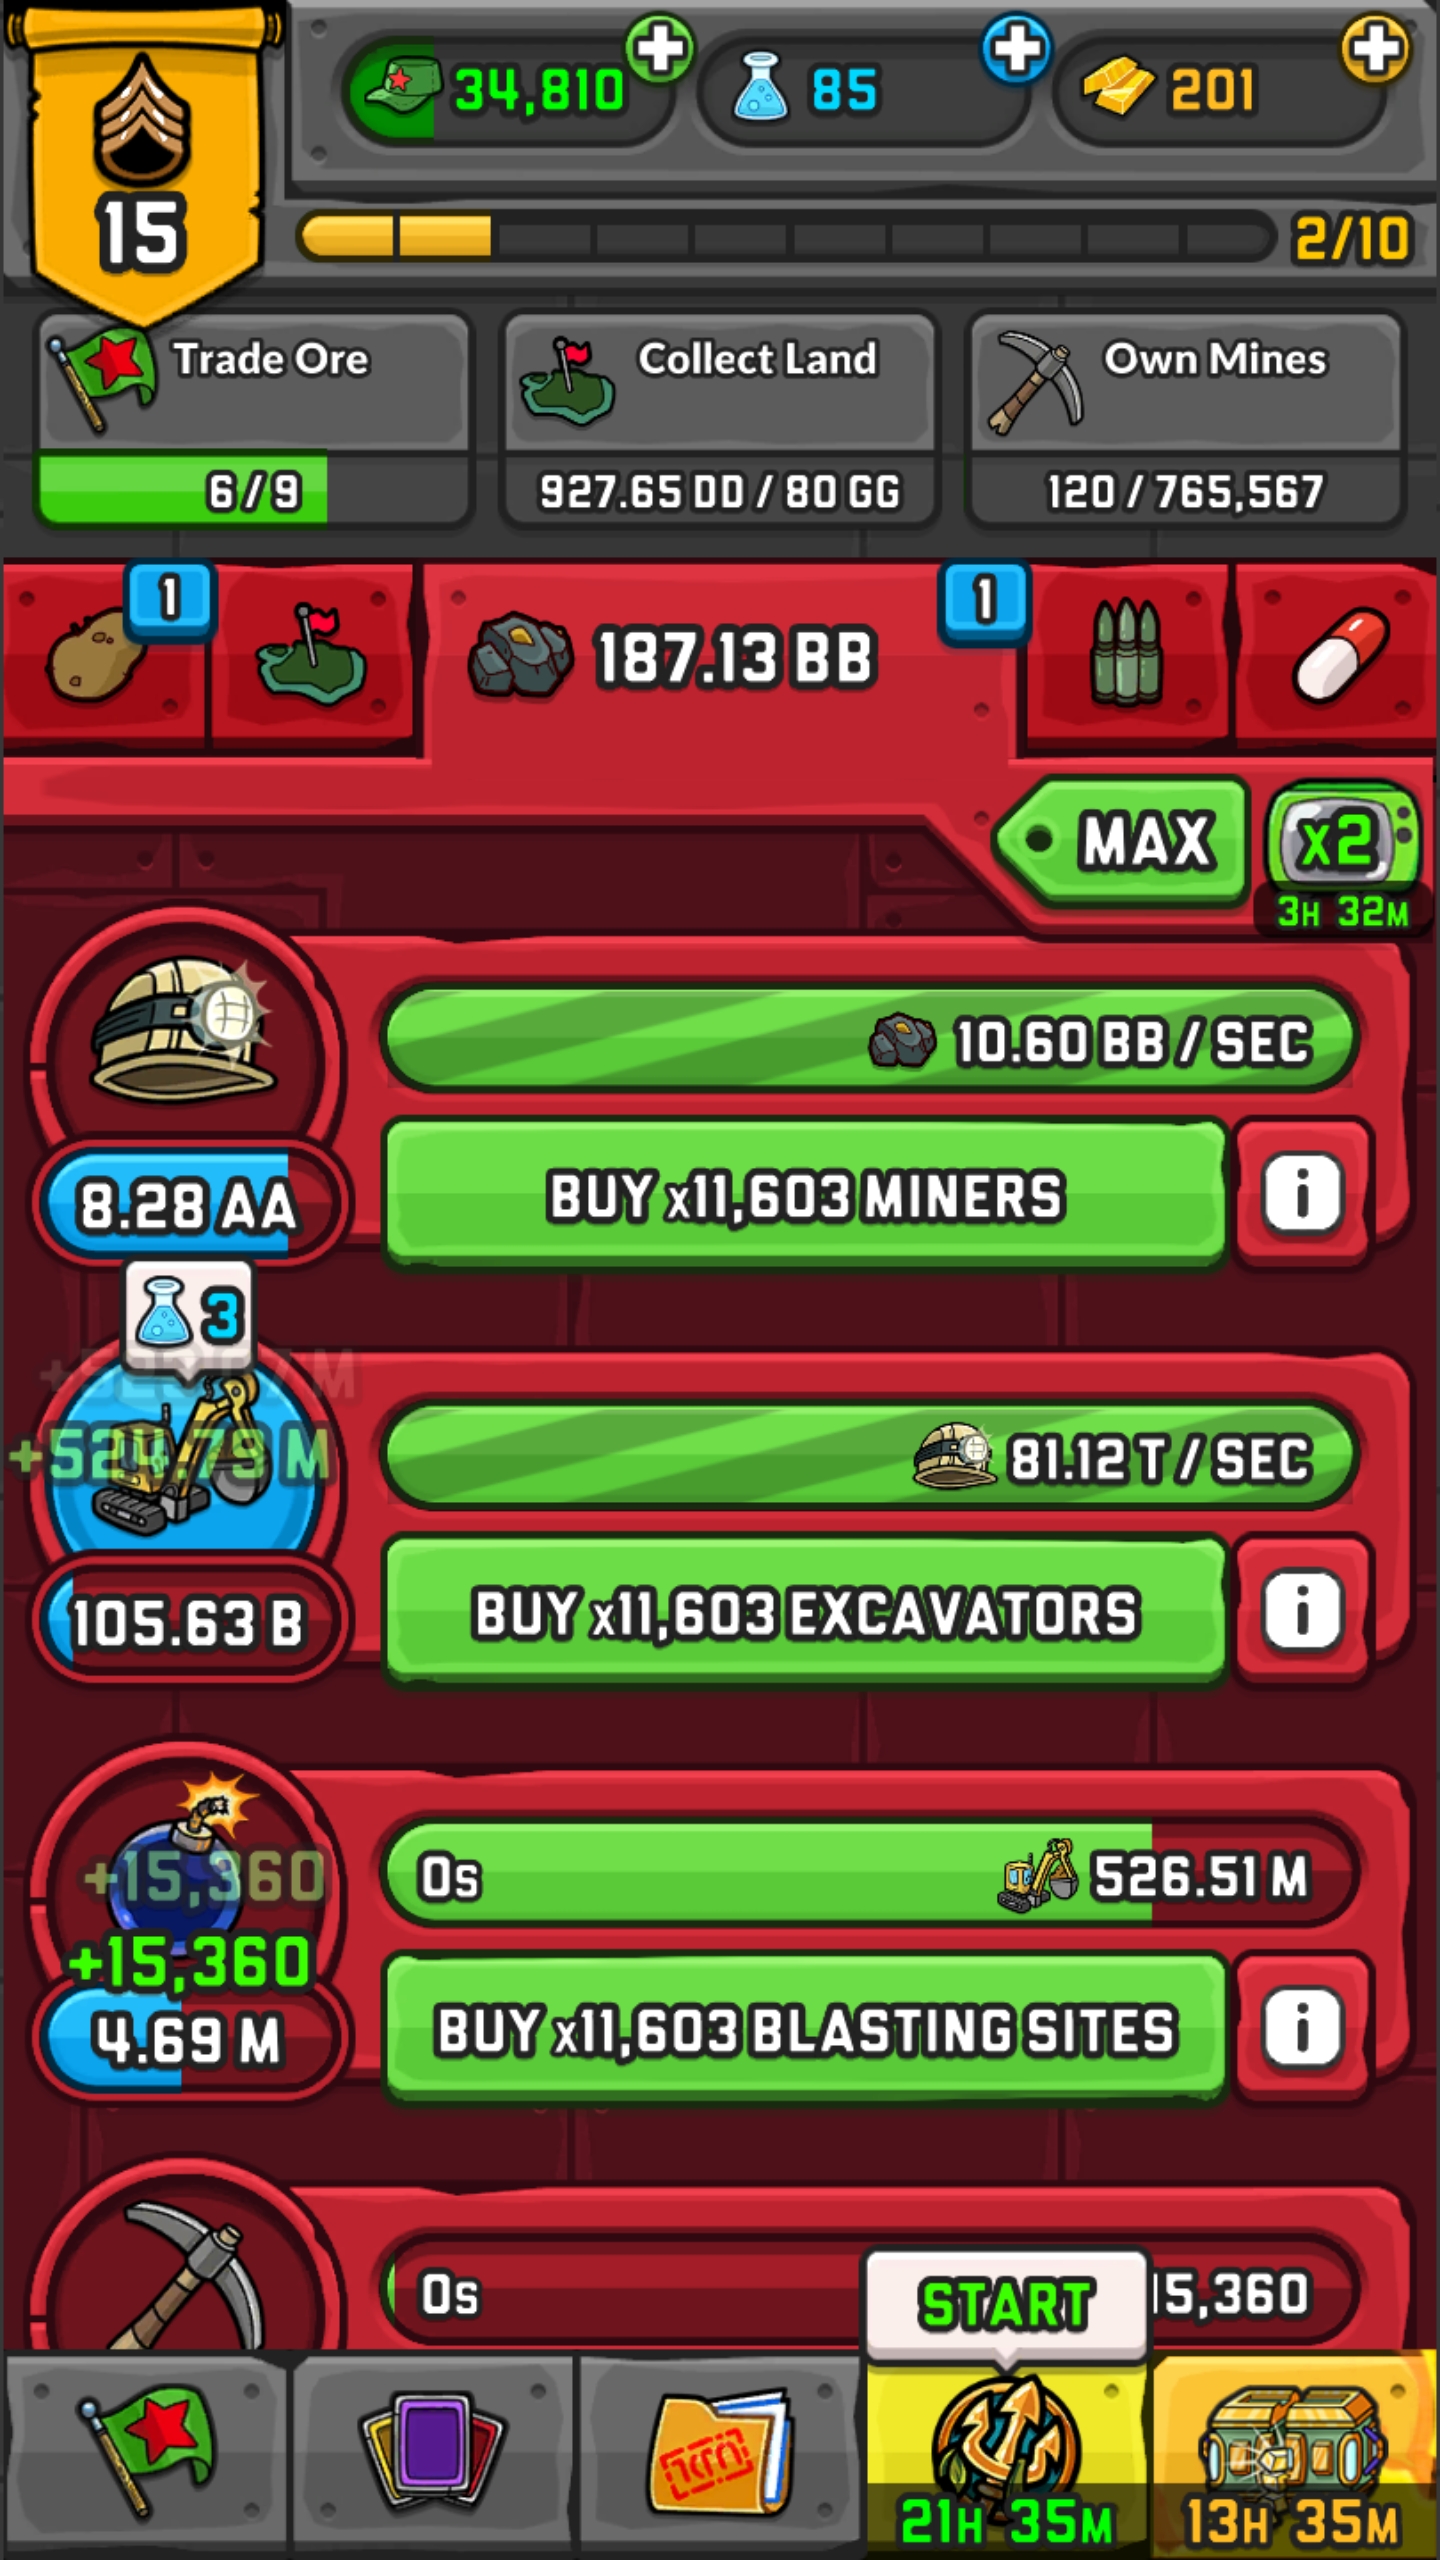 34,810
85
201
15
2/10
Trade Ore
Collect Land
Own Mines
6/9
927.65 DD / 80 GG
120 / 765,567
1
187.13 BB
1
MAX
x2
3H 32M
10.60 BB / SEC
8.28 AA
BUY x11,603 MINERS
i
3
+524.79 M
81.12 T / SEC
105.63 B
BUY x11,603 EXCAVATORS
i
+15,360
0s
526.51 M
+15,360
4.69 M
BUY x11,603 BLASTING SITES
i
0s
15,360
START
21H 35M
13H 35M